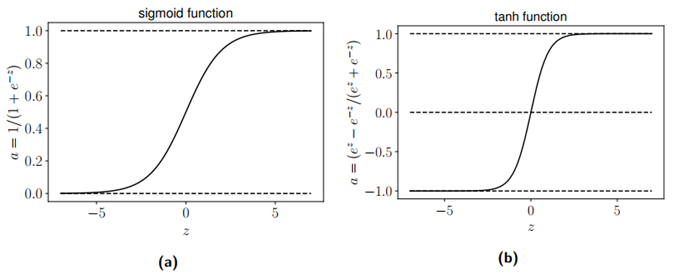 sigmoid function
a = 1/(1 + e^{-z})
1.0
0.8
0.6
0.4
0.2
0.0
−5
0
5
z
(a)
tanh function
a = (e^z − e^{-z}/(e^z + e^{-z})
1.0
0.5
0.0
−0.5
−1.0
−5
0
5
z
(b)